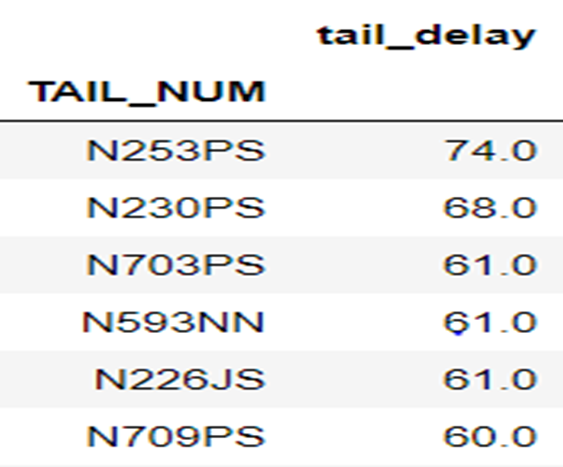 tail_delay
TAIL_NUM
N253PS 74.0
N230PS 68.0
N703PS 61.0
N593NN 61.0
N226JS 61.0
N709PS 60.0